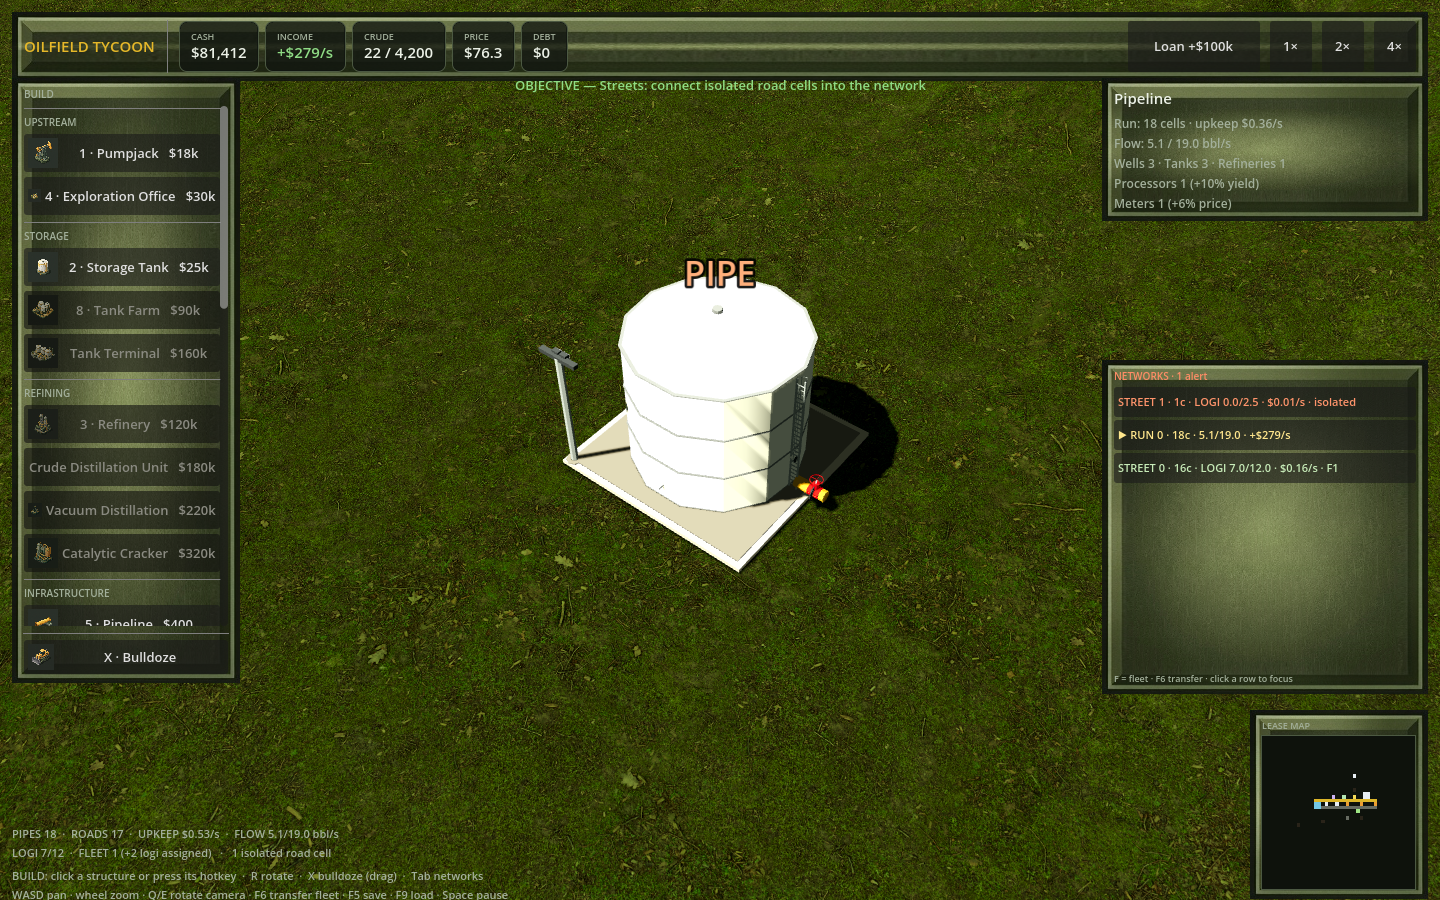 OILFIELD TYCOON
CASH
$81,412
INCOME
+$279/s
CRUDE
22 / 4,200
PRICE
$76.3
DEBT
$0
Loan +$100k
1×
2×
4×
OBJECTIVE — Streets: connect isolated road cells into the network
BUILD
UPSTREAM
1 · Pumpjack $18k
4 · Exploration Office $30k
STORAGE
2 · Storage Tank $25k
8 · Tank Farm $90k
Tank Terminal $160k
REFINING
3 · Refinery $120k
Crude Distillation Unit $180k
Vacuum Distillation $220k
Catalytic Cracker $320k
INFRASTRUCTURE
5 · Pipeline $400
X · Bulldoze
PIPE
Pipeline
Run: 18 cells · upkeep $0.36/s
Flow: 5.1 / 19.0 bbl/s
Wells 3 · Tanks 3 · Refineries 1
Processors 1 (+10% yield)
Meters 1 (+6% price)
NETWORKS · 1 alert
STREET 1 · 1c · LOGI 0.0/2.5 · $0.01/s · isolated
▶ RUN 0 · 18c · 5.1/19.0 · +$279/s
STREET 0 · 16c · LOGI 7.0/12.0 · $0.16/s · F1
F = fleet · F6 transfer · click a row to focus
LEASE MAP
PIPES 18 · ROADS 17 · UPKEEP $0.53/s · FLOW 5.1/19.0 bbl/s
LOGI 7/12 · FLEET 1 (+2 logi assigned) · 1 isolated road cell
BUILD: click a structure or press its hotkey · R rotate · X bulldoze (drag) · Tab networks
WASD pan · wheel zoom · Q/E rotate camera · F6 transfer fleet · F5 save · F9 load · Space pause